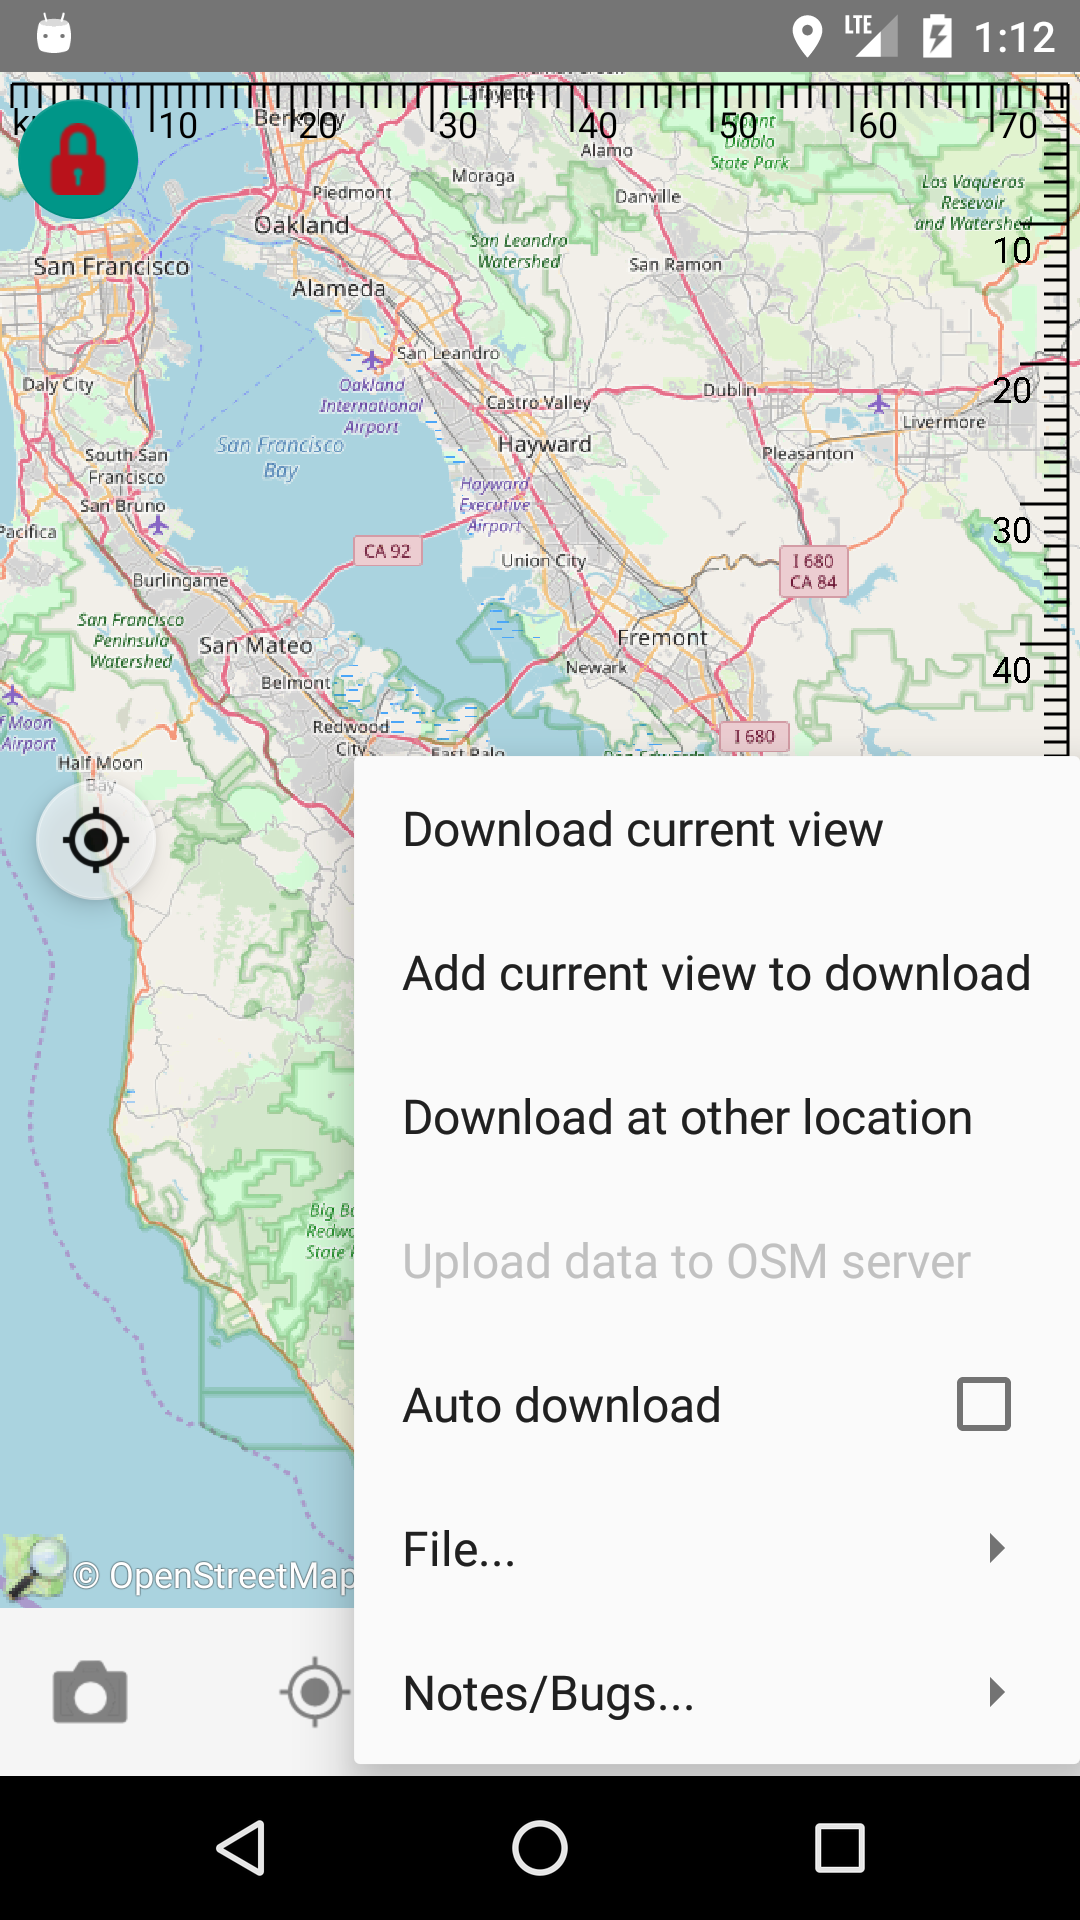 LTE 1:12
Lafayette
km 10 20 30 40 50 60 70
Berkeley
Mount
Diablo
State Park
Alamo
Moraga
Piedmont
Danville
Los Vaqueros
Resevoir
and Watershed
Oakland
San Leandro
Watershed
10
San Francisco
San Ramon
Alameda
San Leandro
Daly City
Oakland
International
Airport
Castro Valley
Dublin
20
Livermore
San Francisco
Bay
Hayward
Pleasanton
South San
Francisco
San Bruno
Hayward
Executive
Airport
Pacifica
30
CA 92
Union City
I 680
CA 84
Burlingame
San Francisco
Peninsula
Watershed
San Mateo
Fremont
Newark
40
Belmont
f Moon
Airport
Redwood
City
I 680
East Palo
Half Moon
Bay
Download current view
Add current view to download
Download at other location
Big Ba
Redwo
State P
Upload data to OSM server
Auto download
File...
© OpenStreetMap
Notes/Bugs...